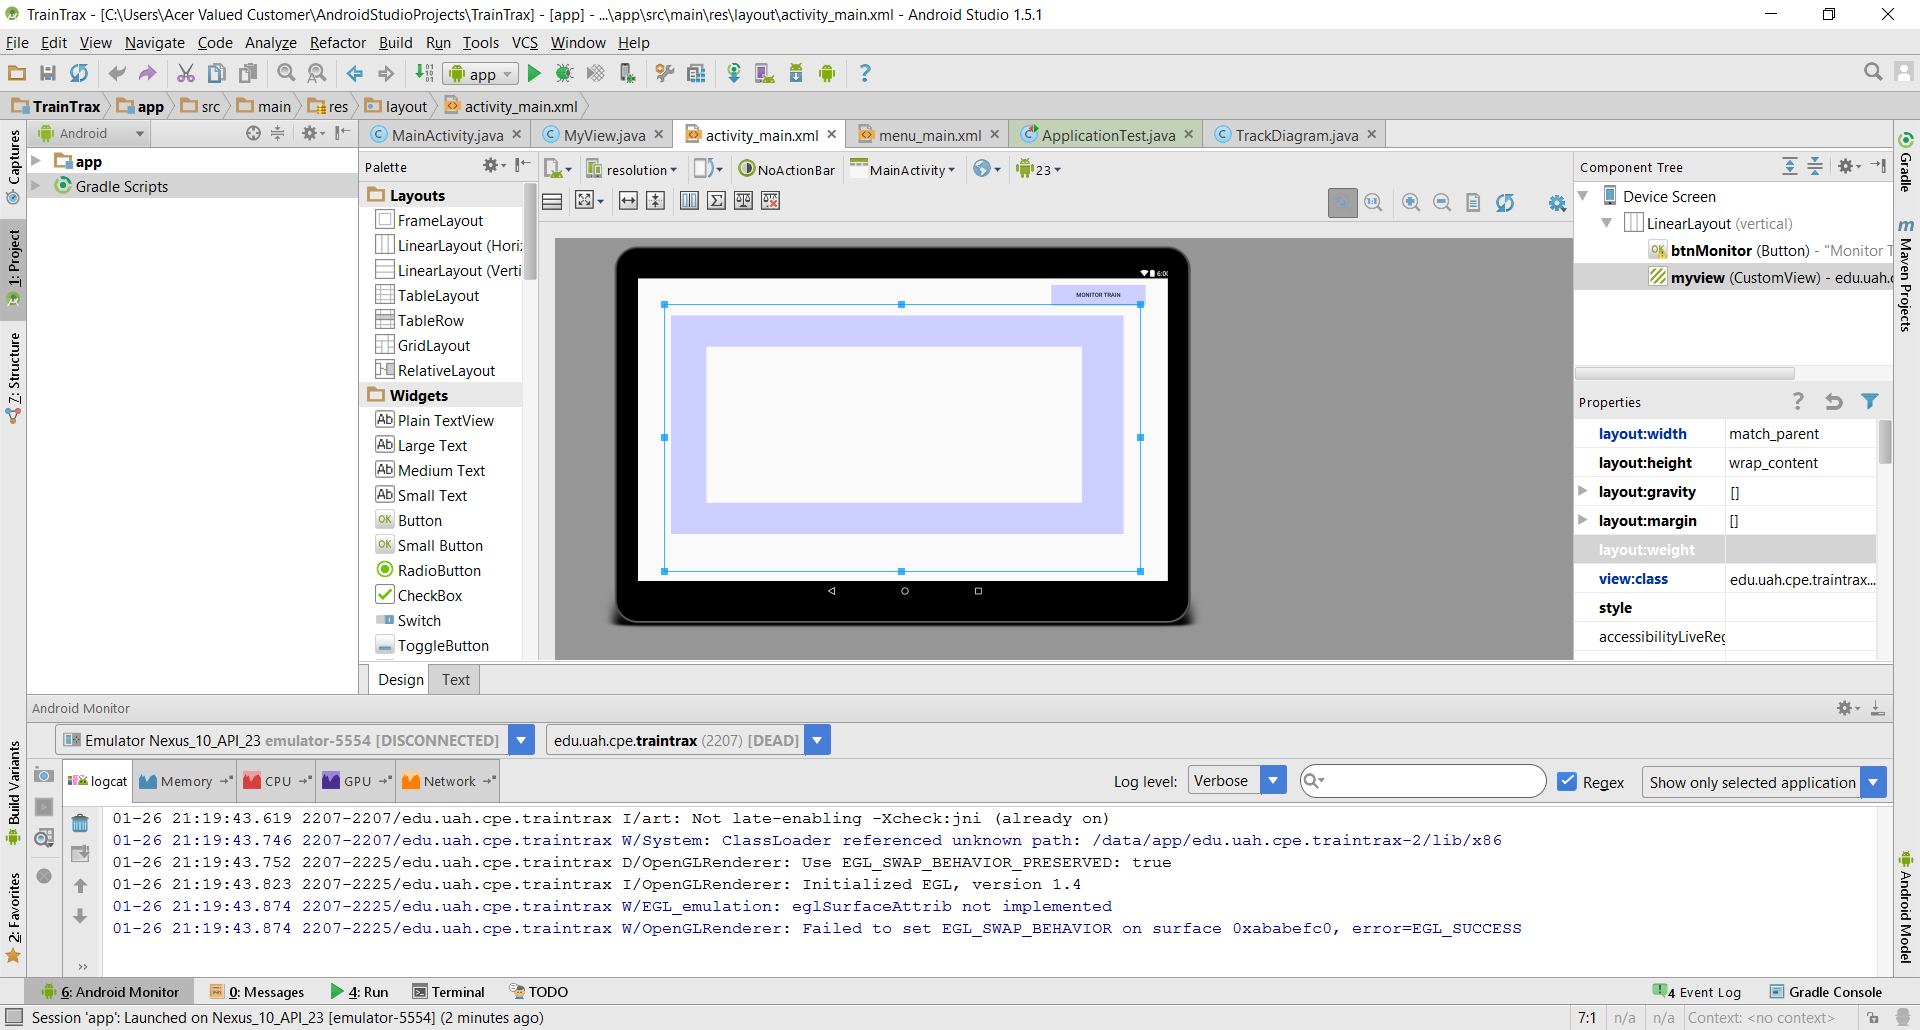 TrainTrax - [C:\Users\Acer Valued Customer\AndroidStudioProjects\TrainTrax] - [app] - ...\app\src\main\res\layout\activity_main.xml - Android Studio 1.5.1
File Edit View Navigate Code Analyze Refactor Build Run Tools VCS Window Help
app
TrainTrax app src main res layout activity_main.xml
Android
MainActivity.java MyView.java activity_main.xml menu_main.xml ApplicationTest.java TrackDiagram.java
Captures
1: Project
7: Structure
Build Variants
2: Favorites
app
Gradle Scripts
Palette
Layouts
FrameLayout
LinearLayout (Hori
LinearLayout (Verti
TableLayout
TableRow
GridLayout
RelativeLayout
Widgets
Plain TextView
Large Text
Medium Text
Small Text
Button
Small Button
RadioButton
CheckBox
Switch
ToggleButton
resolution NoActionBar MainActivity 23
6:00
MONITOR TRAIN
Design Text
Component Tree
Device Screen
LinearLayout (vertical)
btnMonitor (Button) - "Monitor T
myview (CustomView) - edu.uah.c
Properties
layout:width match_parent
layout:height wrap_content
layout:gravity []
layout:margin []
layout:weight
view:class edu.uah.cpe.traintrax...
style
accessibilityLiveReg
Gradle
Maven Projects
Android Model
Android Monitor
Emulator Nexus_10_API_23 emulator-5554 [DISCONNECTED] edu.uah.cpe.traintrax (2207) [DEAD]
logcat Memory CPU GPU Network Log level: Verbose Regex Show only selected application
01-26 21:19:43.619 2207-2207/edu.uah.cpe.traintrax I/art: Not late-enabling -Xcheck:jni (already on)
01-26 21:19:43.746 2207-2207/edu.uah.cpe.traintrax W/System: ClassLoader referenced unknown path: /data/app/edu.uah.cpe.traintrax-2/lib/x86
01-26 21:19:43.752 2207-2225/edu.uah.cpe.traintrax D/OpenGLRenderer: Use EGL_SWAP_BEHAVIOR_PRESERVED: true
01-26 21:19:43.823 2207-2225/edu.uah.cpe.traintrax I/OpenGLRenderer: Initialized EGL, version 1.4
01-26 21:19:43.874 2207-2225/edu.uah.cpe.traintrax W/EGL_emulation: eglSurfaceAttrib not implemented
01-26 21:19:43.874 2207-2225/edu.uah.cpe.traintrax W/OpenGLRenderer: Failed to set EGL_SWAP_BEHAVIOR on surface 0xababefc0, error=EGL_SUCCESS
6: Android Monitor 0: Messages 4: Run Terminal TODO 4 Event Log Gradle Console
Session 'app': Launched on Nexus_10_API_23 [emulator-5554] (2 minutes ago) 7:1 n/a n/a Context: <no context>